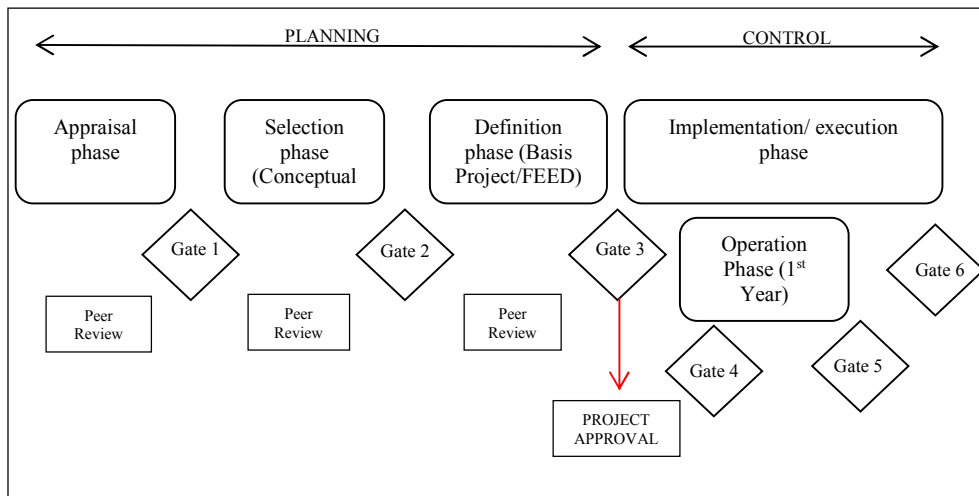 PLANNING
CONTROL
Appraisal
phase
Selection
phase
(Conceptual
Definition
phase (Basis
Project/FEED)
Implementation/ execution
phase
Gate 1
Gate 2
Gate 3
Operation
Phase (1st
Year)
Gate 6
Peer
Review
Peer
Review
Peer
Review
Gate 4
Gate 5
PROJECT
APPROVAL